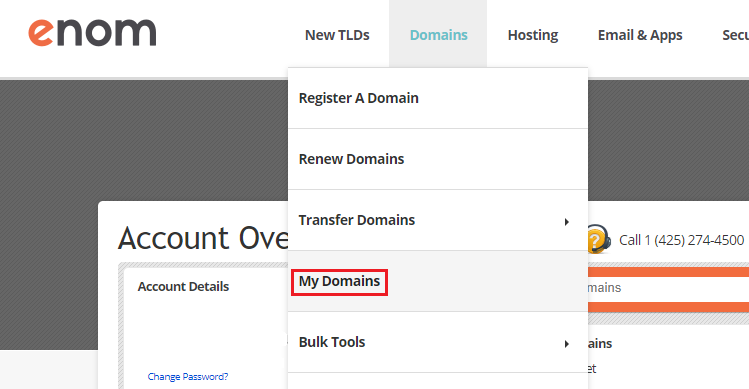 enom
New TLDs Domains Hosting Email & Apps Secu
Register A Domain
Renew Domains
Transfer Domains
My Domains
Bulk Tools
Account Ove
Call 1 (425) 274-4500
Account Details
mains
ains
et
Change Password?